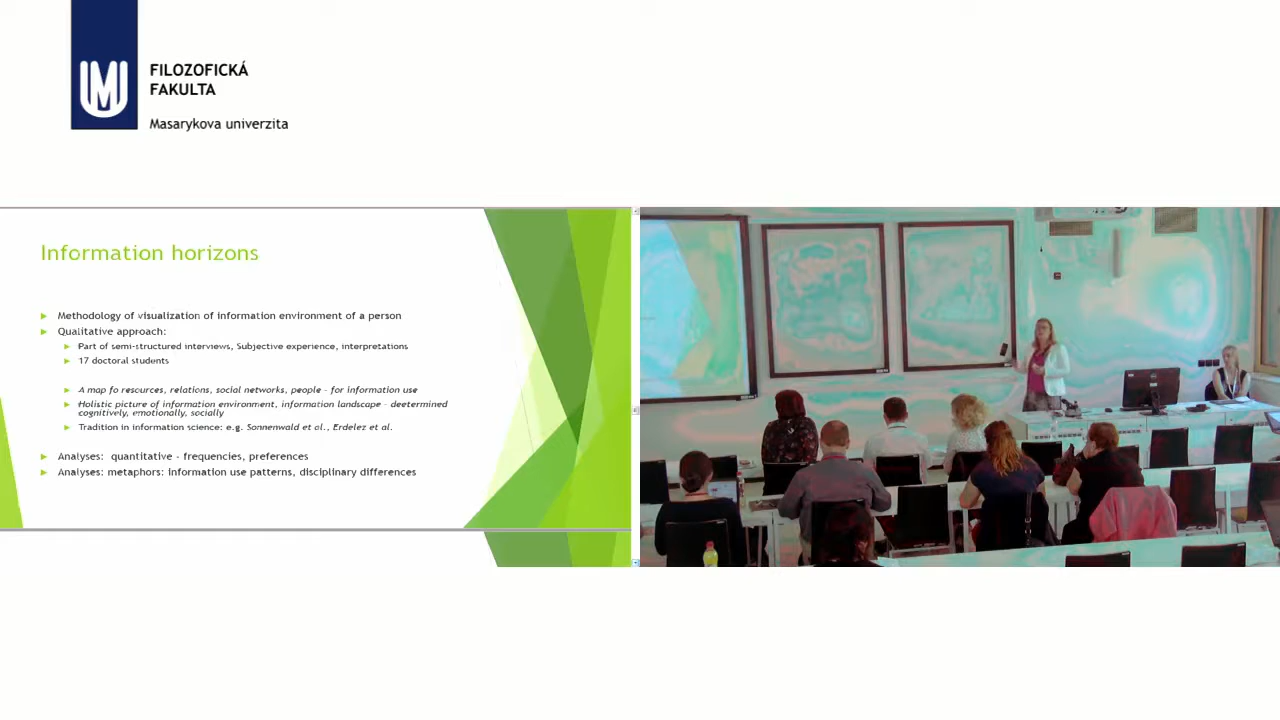 FILOZOFICKÁ
FAKULTA
Masarykova univerzita
Information horizons
Methodology of visualization of information environment of a person
Qualitative approach:
Part of semi-structured interviews, Subjective experience, interpretations
17 doctoral students
A map fo resources, relations, social networks, people - for information use
Holistic picture of information environment, information landscape - deetermined
cognitively, emotionally, socially
Tradition in information science: e.g. Sonnenwald et al., Erdelez et al.
Analyses: quantitative - frequencies, preferences
Analyses: metaphors: information use patterns, disciplinary differences